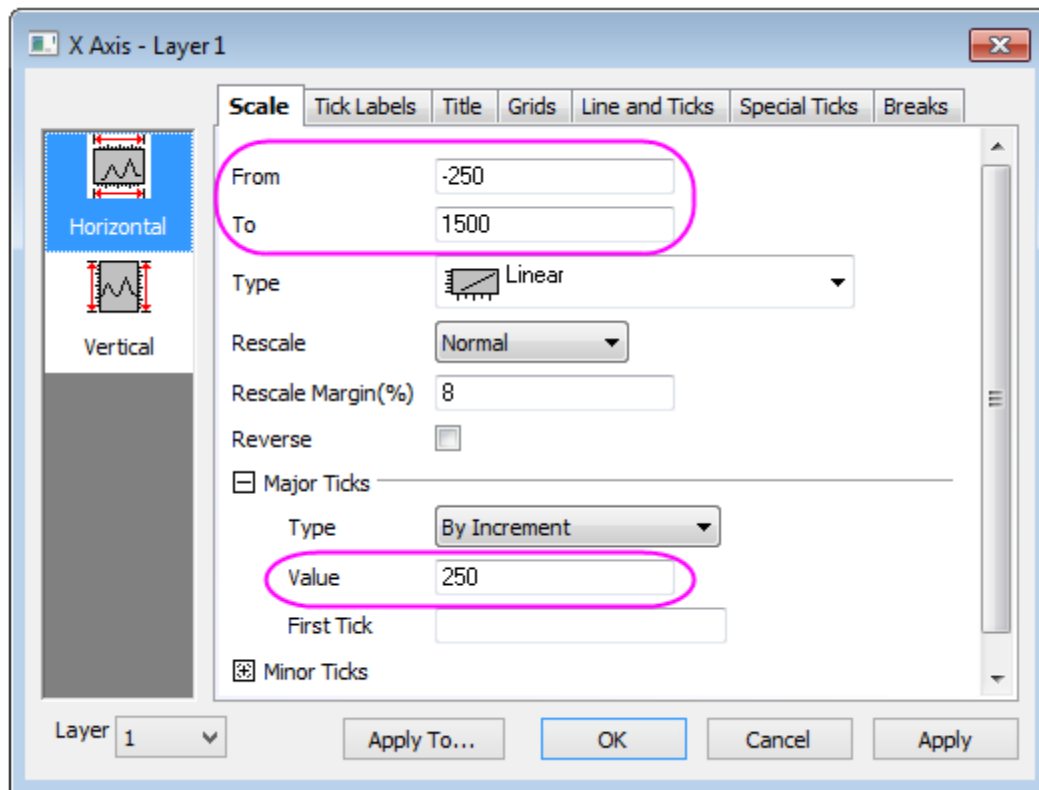 X Axis - Layer 1
Scale Tick Labels Title Grids Line and Ticks Special Ticks Breaks
Horizontal
Vertical
From -250
To 1500
Type Linear
Rescale Normal
Rescale Margin(%) 8
Reverse
Major Ticks
Type By Increment
Value 250
First Tick
Minor Ticks
Layer 1 Apply To... OK Cancel Apply